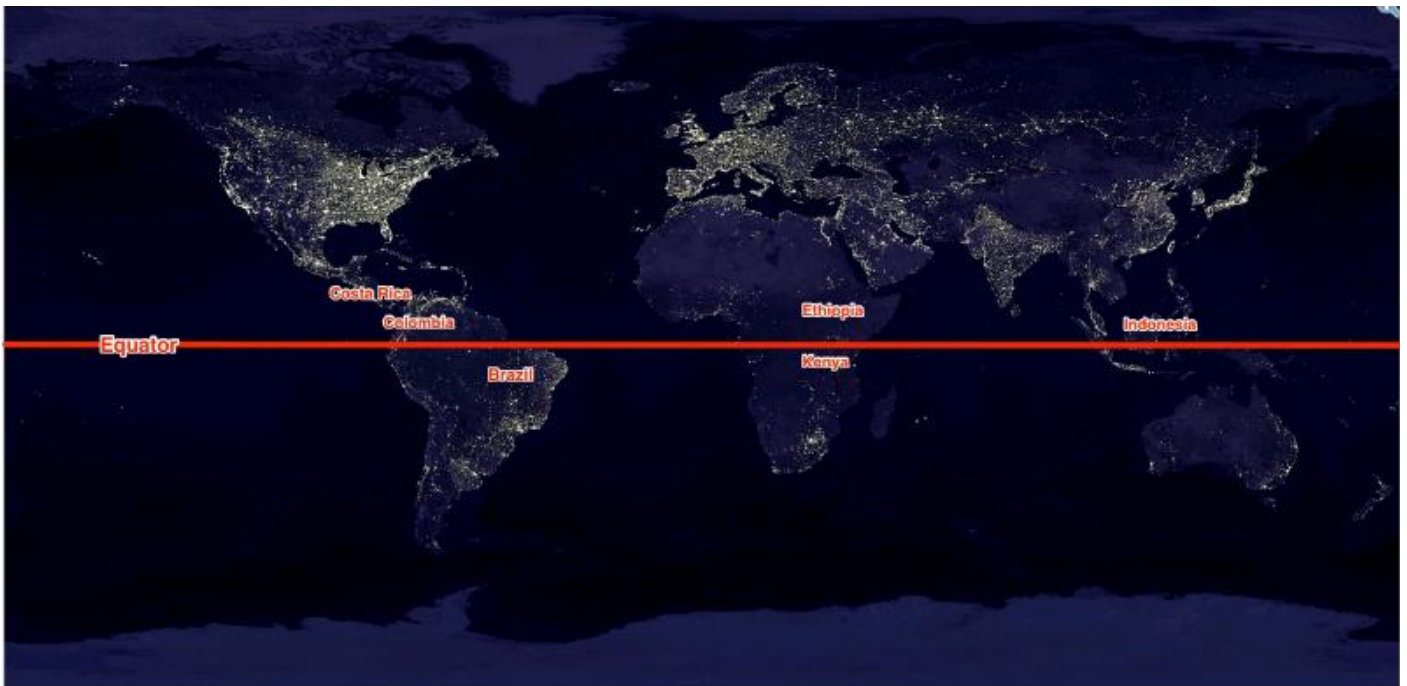 Costa Rica
Ethiopia
Colombia
Indonesia
Equator
Kenya
Brazil